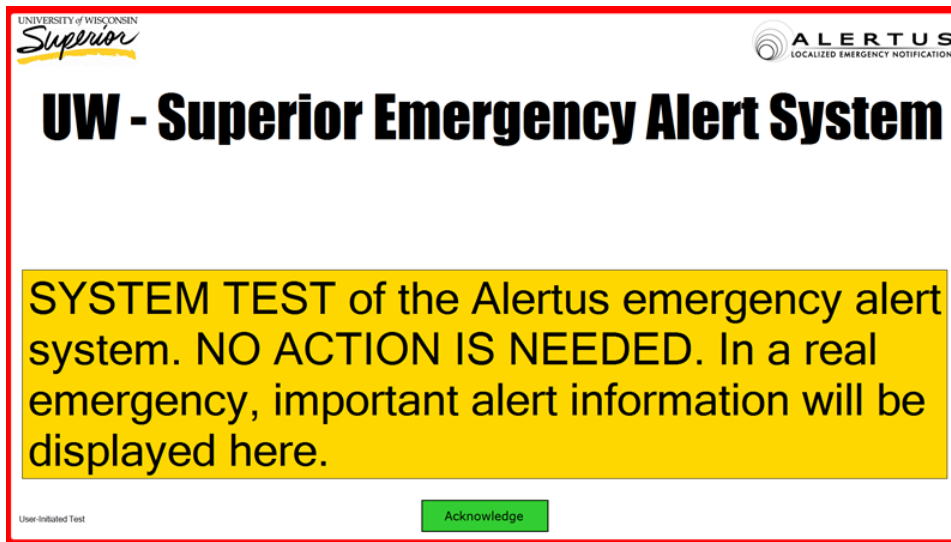 UNIVERSITY of WISCONSIN
Superior
ALERTUS
LOCALIZED EMERGENCY NOTIFICATION
UW - Superior Emergency Alert System
SYSTEM TEST of the Alertus emergency alert
system. NO ACTION IS NEEDED. In a real
emergency, important alert information will be
displayed here.
User-Initiated Test
Acknowledge